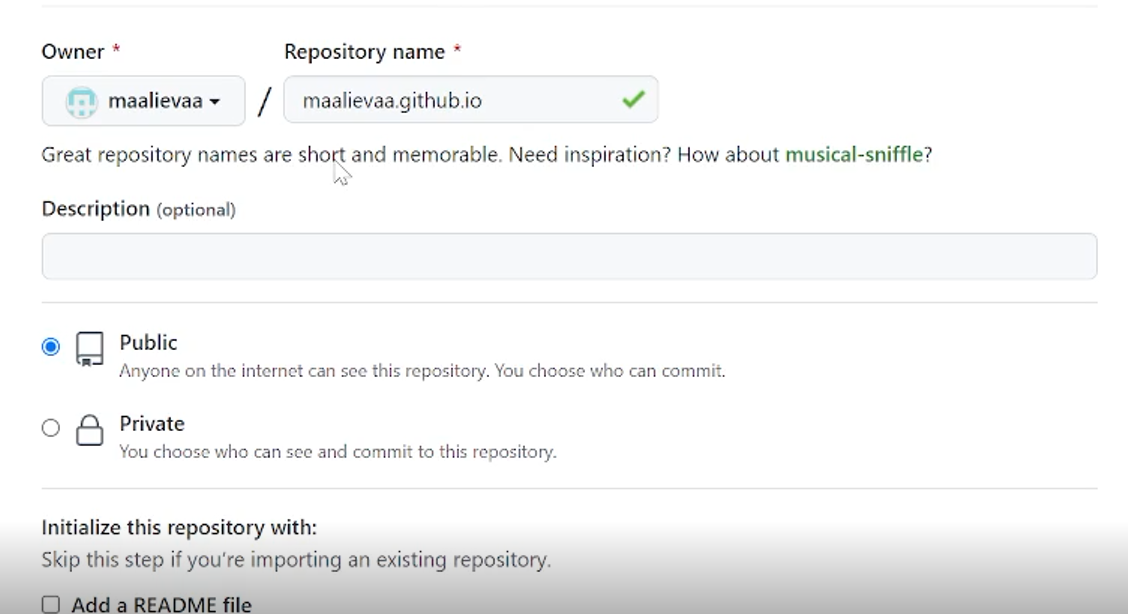 Owner *
Repository name *
maalievaa / maalievaa.github.io
Great repository names are short and memorable. Need inspiration? How about musical-sniffle?
Description (optional)
Public
Anyone on the internet can see this repository. You choose who can commit.
Private
You choose who can see and commit to this repository.
Initialize this repository with:
Skip this step if you're importing an existing repository.
Add a README file